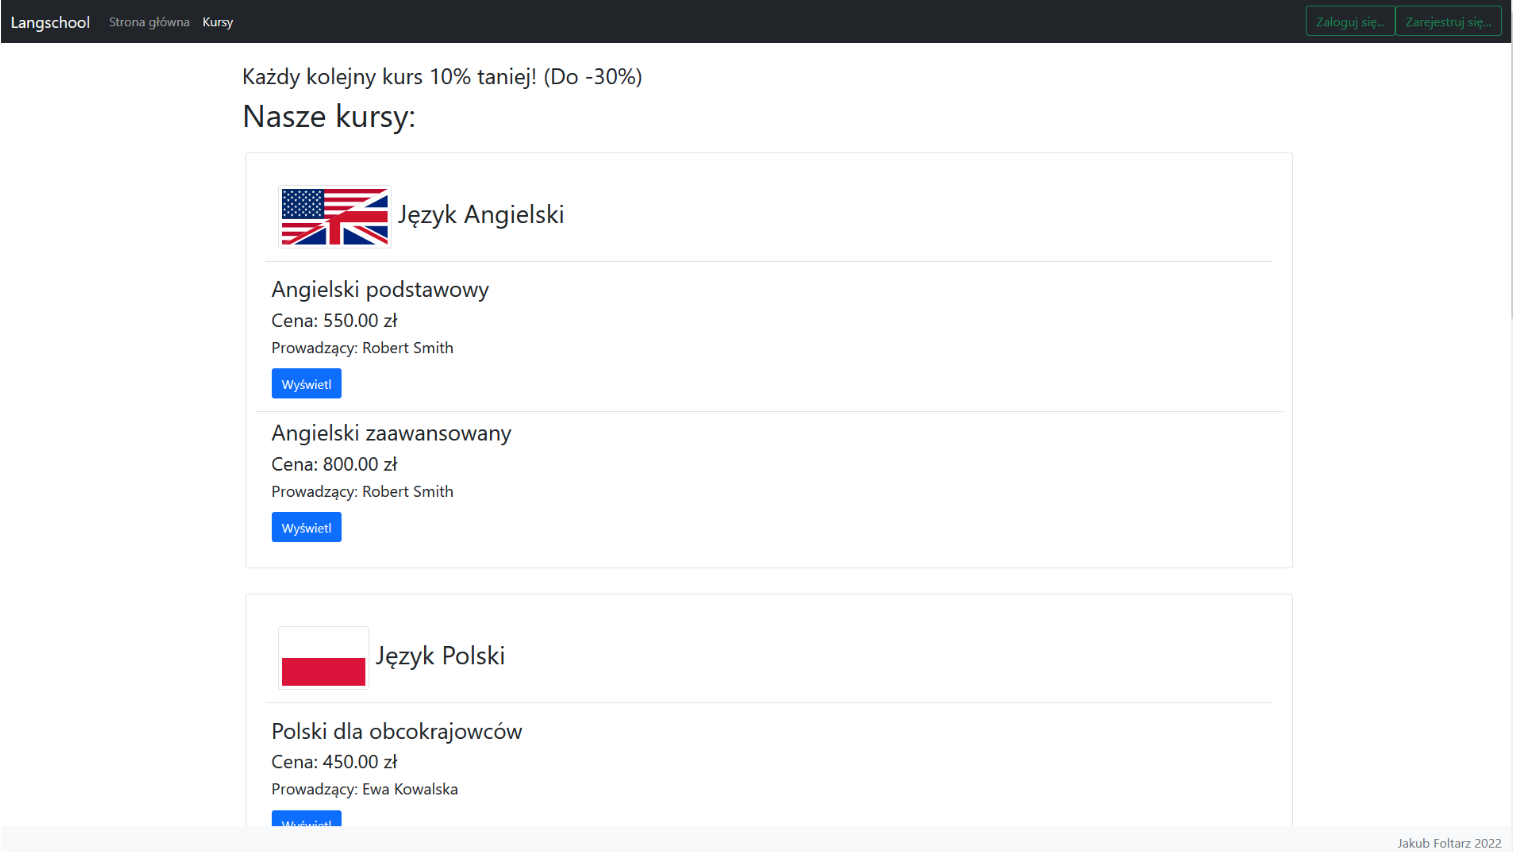 Langschool Strona główna Kursy Zaloguj się... Zarejestruj się...
Każdy kolejny kurs 10% taniej! (Do -30%)
Nasze kursy:
Język Angielski
Angielski podstawowy
Cena: 550.00 zł
Prowadzący: Robert Smith
Wyświetl
Angielski zaawansowany
Cena: 800.00 zł
Prowadzący: Robert Smith
Wyświetl
Język Polski
Polski dla obcokrajowców
Cena: 450.00 zł
Prowadzący: Ewa Kowalska
Wyświetl
Jakub Foltarz 2022